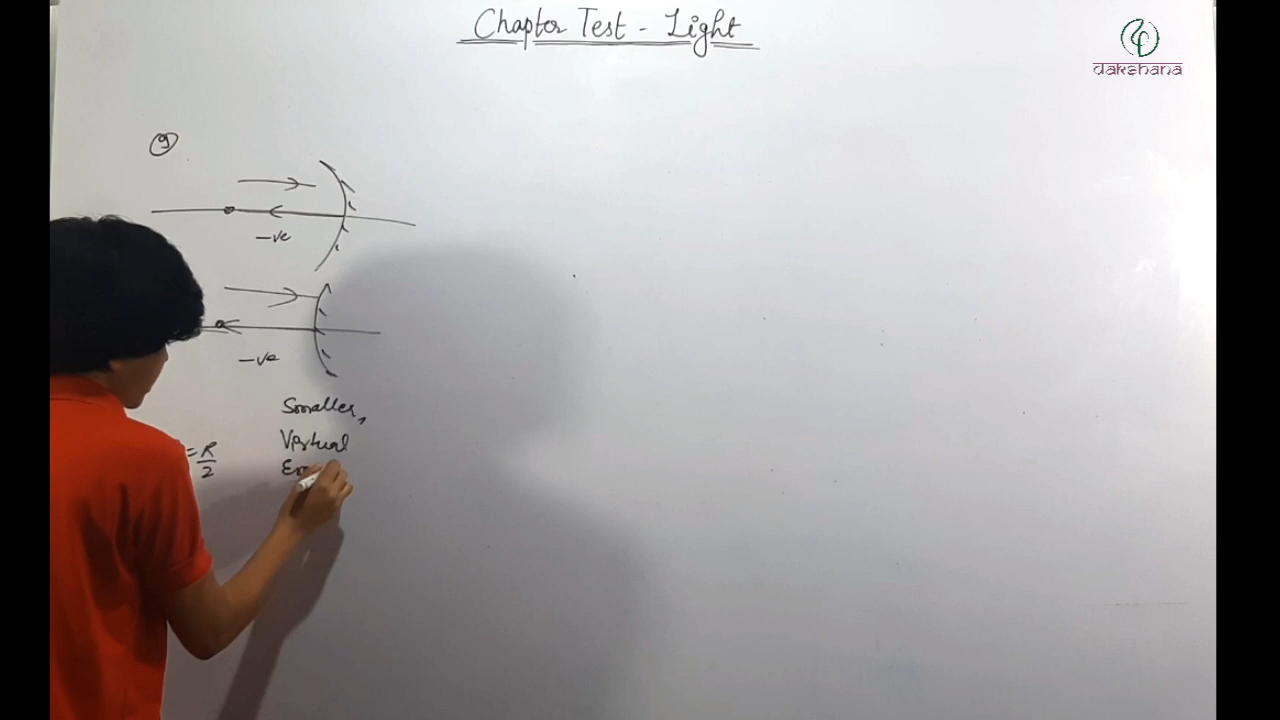 Chapter Test - Light
dakshana
9
-ve
-ve
Smaller,
Virtual
= R/2